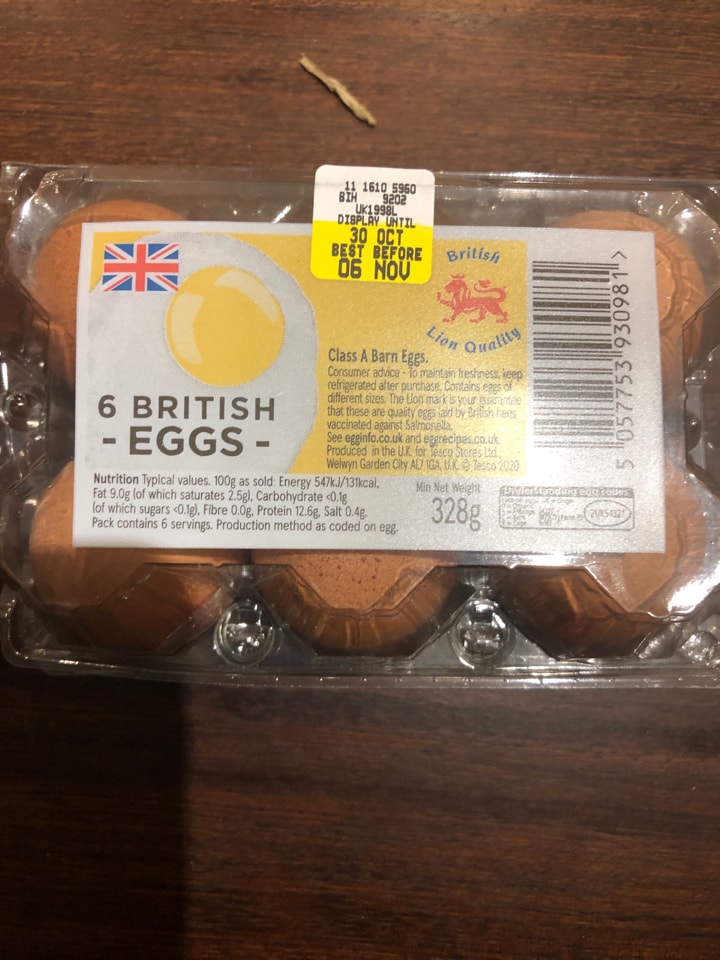 11 1610 5960
BIH 9202
UK1998L
DISPLAY UNTIL
30 OCT
BEST BEFORE
06 NOV
British
Lion Quality
6 BRITISH
- EGGS -
Class A Barn Eggs.
Consumer advice - To maintain freshness, keep
refrigerated after purchase. Contains eggs of
different sizes. The Lion mark is your guarantee
that these are quality eggs laid by British hens
vaccinated against Salmonella.
See egginfo.co.uk and eggrecipes.co.uk
Produced in the U.K. for Tesco Stores Ltd.,
Welwyn Garden City AL7 1GA, U.K. © Tesco 2020
Nutrition Typical values. 100g as sold: Energy 547kJ/131kcal,
Fat 9.0g (of which saturates 2.5g), Carbohydrate <0.1g
(of which sugars <0.1g), Fibre 0.0g, Protein 12.6g, Salt 0.4g.
Pack contains 6 servings. Production method as coded on egg.
Min Net Weight
328g
Understanding egg codes
5 057753 930981 >